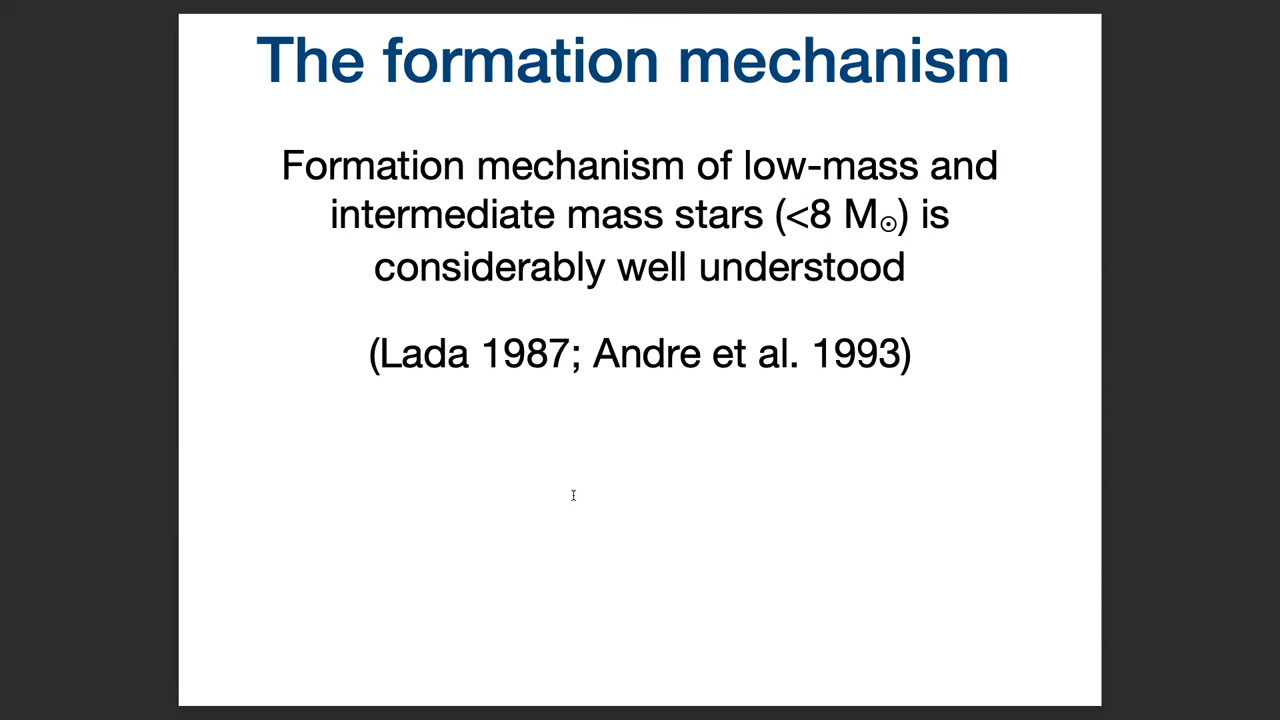 The formation mechanism
Formation mechanism of low-mass and
intermediate mass stars (<8 M☉) is
considerably well understood
(Lada 1987; Andre et al. 1993)